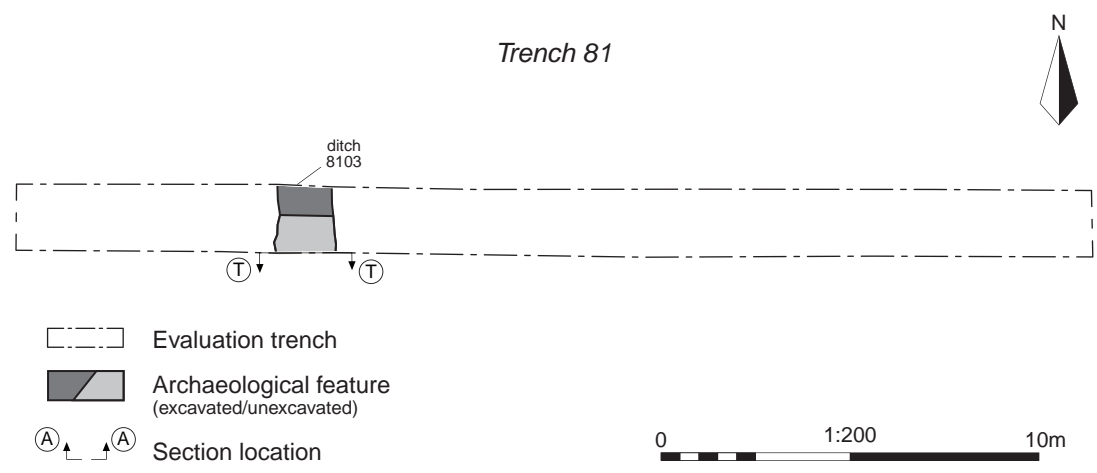 N
Trench 81
ditch
8103
T T
Evaluation trench
Archaeological feature
(excavated/unexcavated)
A A
Section location
0 1:200 10m